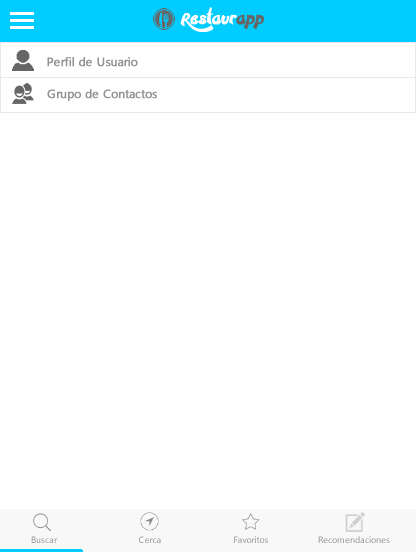 Restaurapp
Perfil de Usuario
Grupo de Contactos
Buscar Cerca Favoritos Recomendaciones